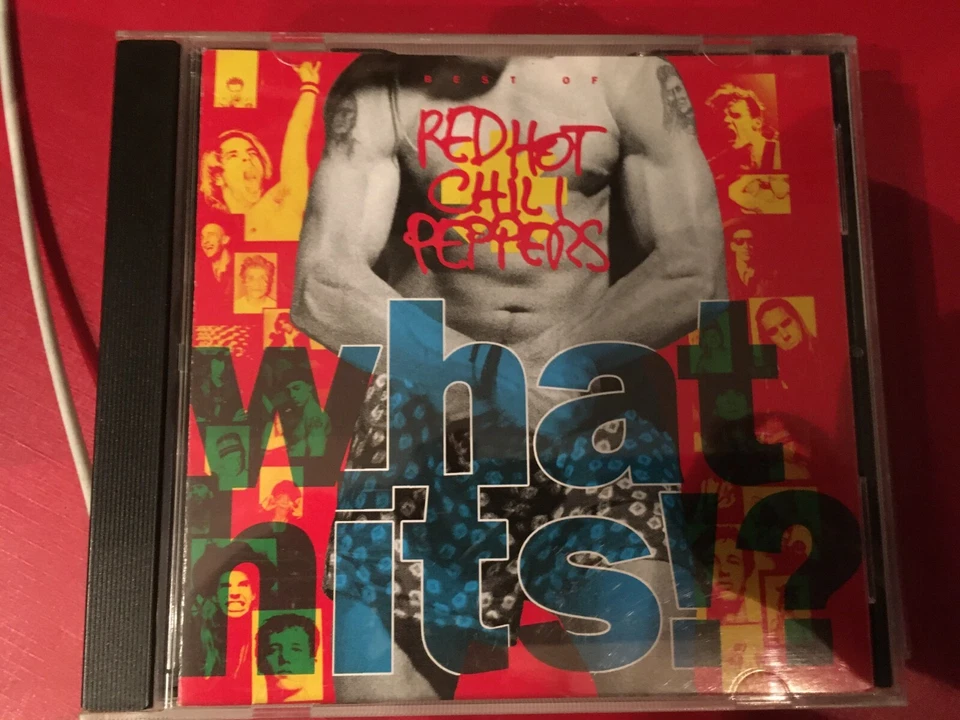 BEST OF
RED HOT
CHILI
PEPPERS
what
hits!?